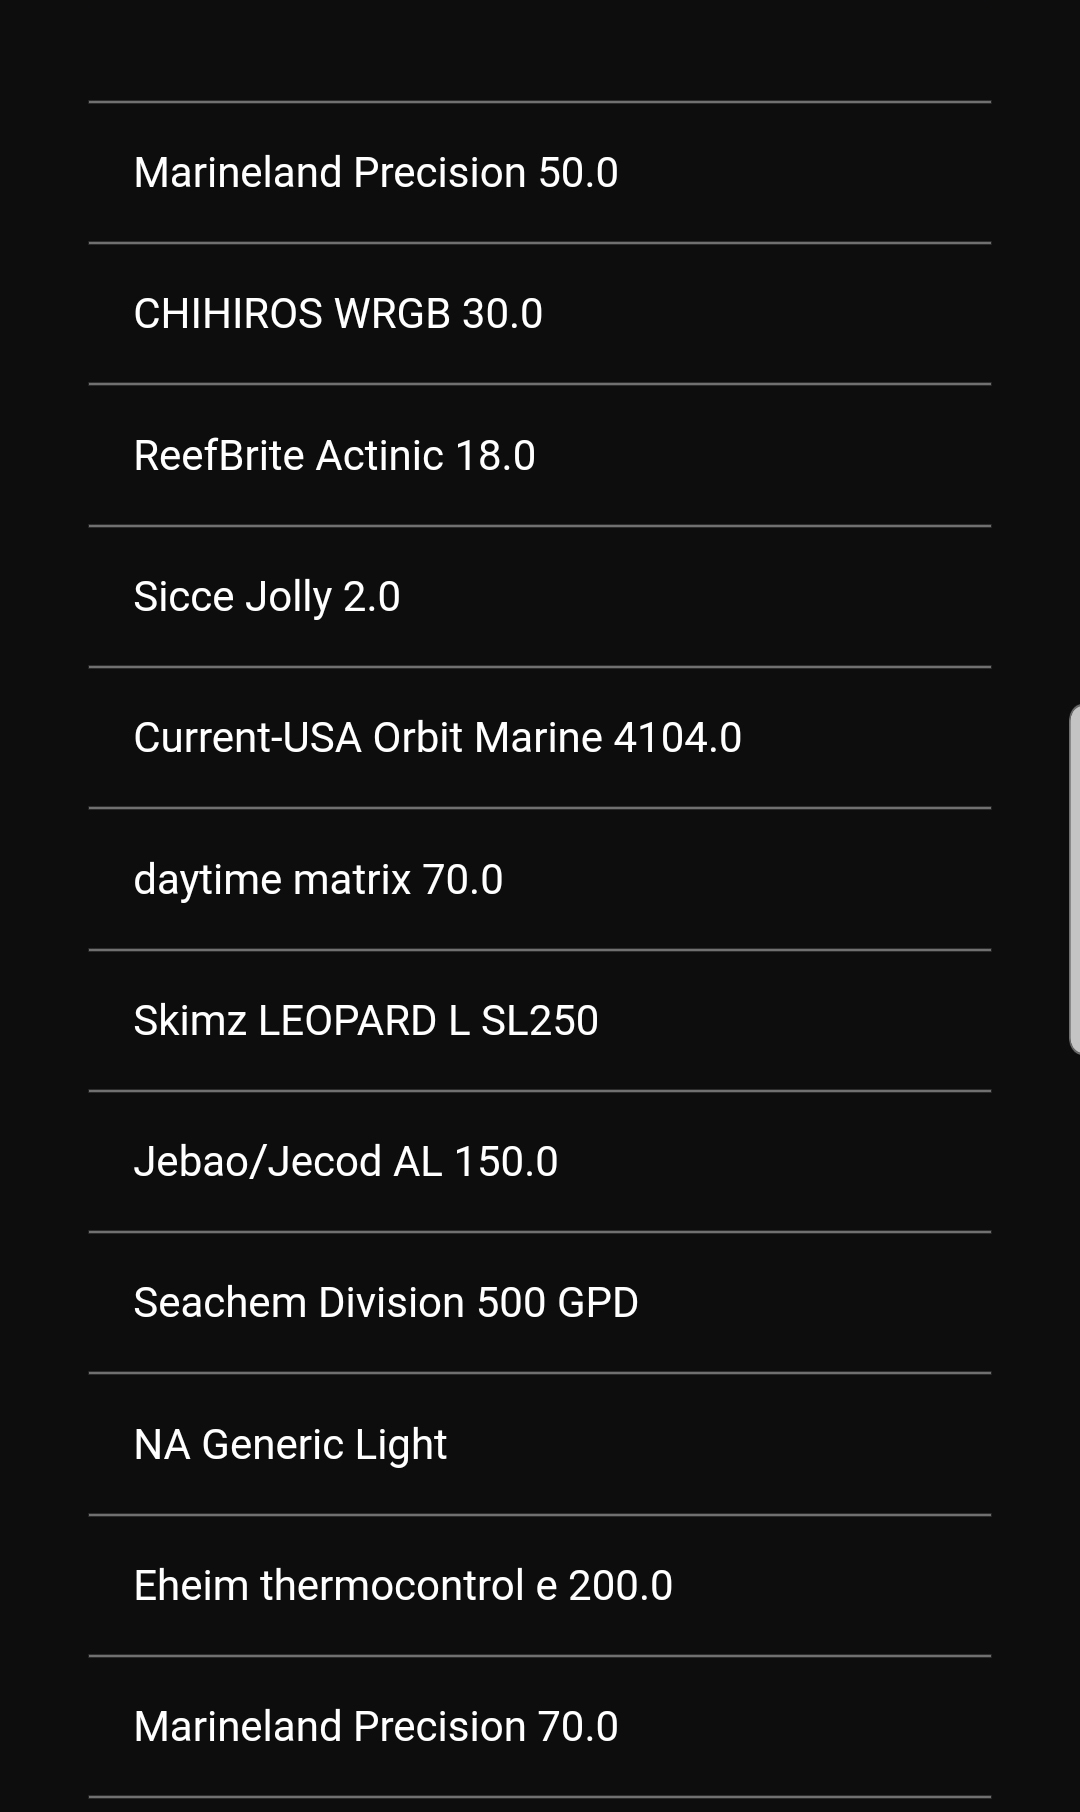 Marineland Precision 50.0
CHIHIROS WRGB 30.0
ReefBrite Actinic 18.0
Sicce Jolly 2.0
Current-USA Orbit Marine 4104.0
daytime matrix 70.0
Skimz LEOPARD L SL250
Jebao/Jecod AL 150.0
Seachem Division 500 GPD
NA Generic Light
Eheim thermocontrol e 200.0
Marineland Precision 70.0